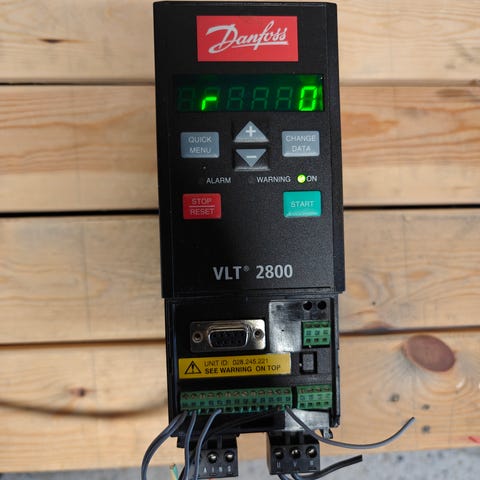 Danfoss
r 0
QUICK
MENU
+
CHANGE
DATA
−
ALARM
WARNING
ON
STOP
RESET
START
VLT® 2800
UNIT ID: 028.245.221
SEE WARNING ON TOP